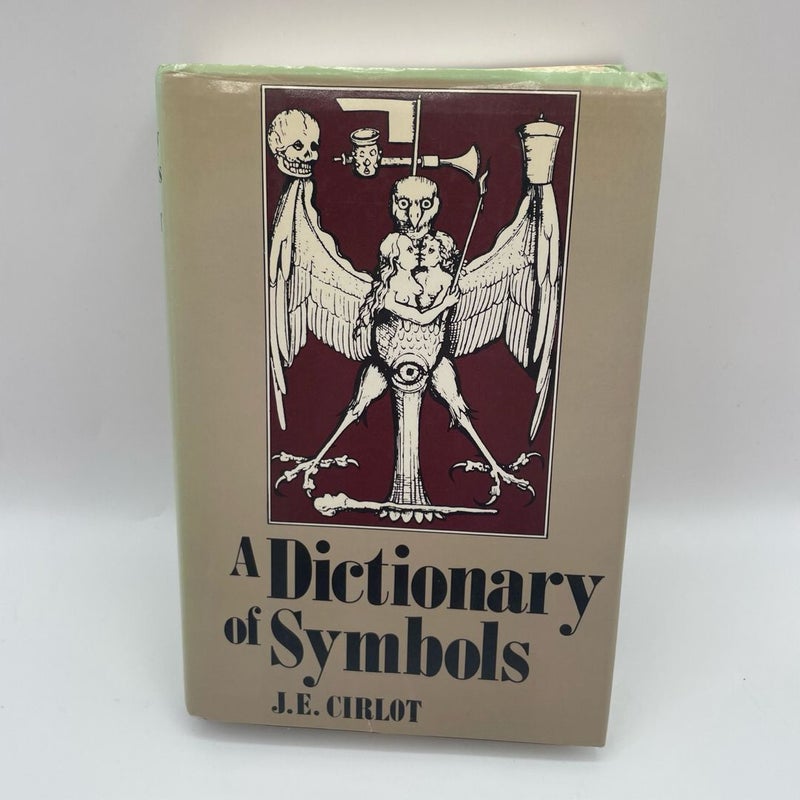 A Dictionary
of Symbols
J.E. CIRLOT